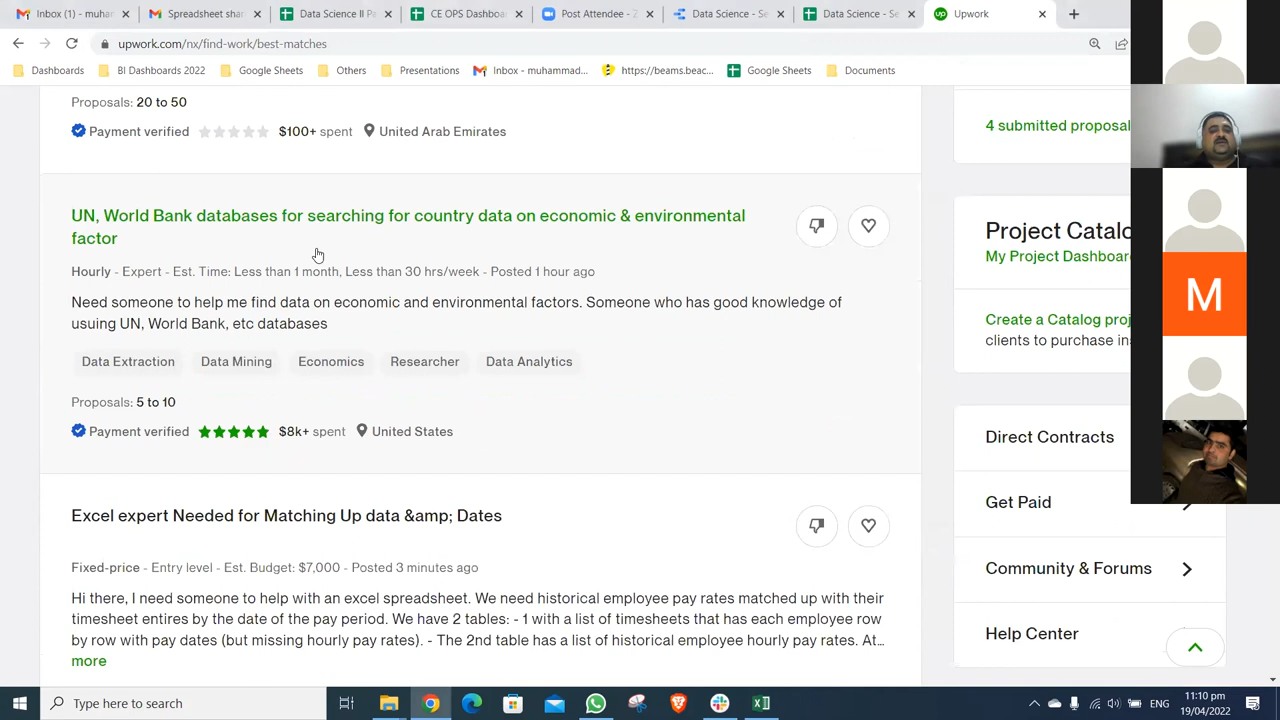 Inbox (1) - muhan
Spreadsheet shar
Data Science II Pa
CE OPS Dashboa
Post Attendee - Z
Data Science - Se
Data Science - Se
Upwork
upwork.com/nx/find-work/best-matches
Dashboards
BI Dashboards 2022
Google Sheets
Others
Presentations
Inbox - muhammad...
https://beams.beac...
Google Sheets
Documents
Proposals: 20 to 50
Payment verified $100+ spent United Arab Emirates
UN, World Bank databases for searching for country data on economic & environmental
factor
Hourly - Expert - Est. Time: Less than 1 month, Less than 30 hrs/week - Posted 1 hour ago
Need someone to help me find data on economic and environmental factors. Someone who has good knowledge of
usuing UN, World Bank, etc databases
Data Extraction
Data Mining
Economics
Researcher
Data Analytics
Proposals: 5 to 10
Payment verified $8k+ spent United States
Excel expert Needed for Matching Up data &amp; Dates
Fixed-price - Entry level - Est. Budget: $7,000 - Posted 3 minutes ago
Hi there, I need someone to help with an excel spreadsheet. We need historical employee pay rates matched up with their
timesheet entires by the date of the pay period. We have 2 tables: - 1 with a list of timesheets that has each employee row
by row with pay dates (but missing hourly pay rates). - The 2nd table has a list of historical employee hourly pay rates. At...
more
4 submitted proposal
Project Catalo
My Project Dashboar
Create a Catalog proj
clients to purchase in
Direct Contracts
Get Paid
Community & Forums
Help Center
M
Type here to search
ENG
11:10 pm
19/04/2022